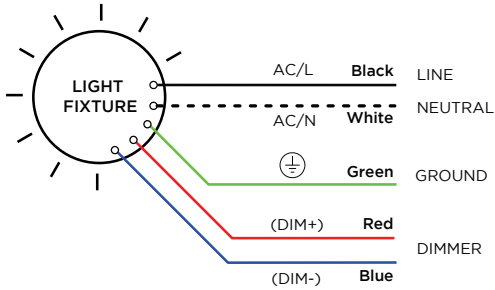 LIGHT
FIXTURE
AC/L Black LINE
AC/N White NEUTRAL
Green GROUND
(DIM+) Red
DIMMER
(DIM-) Blue